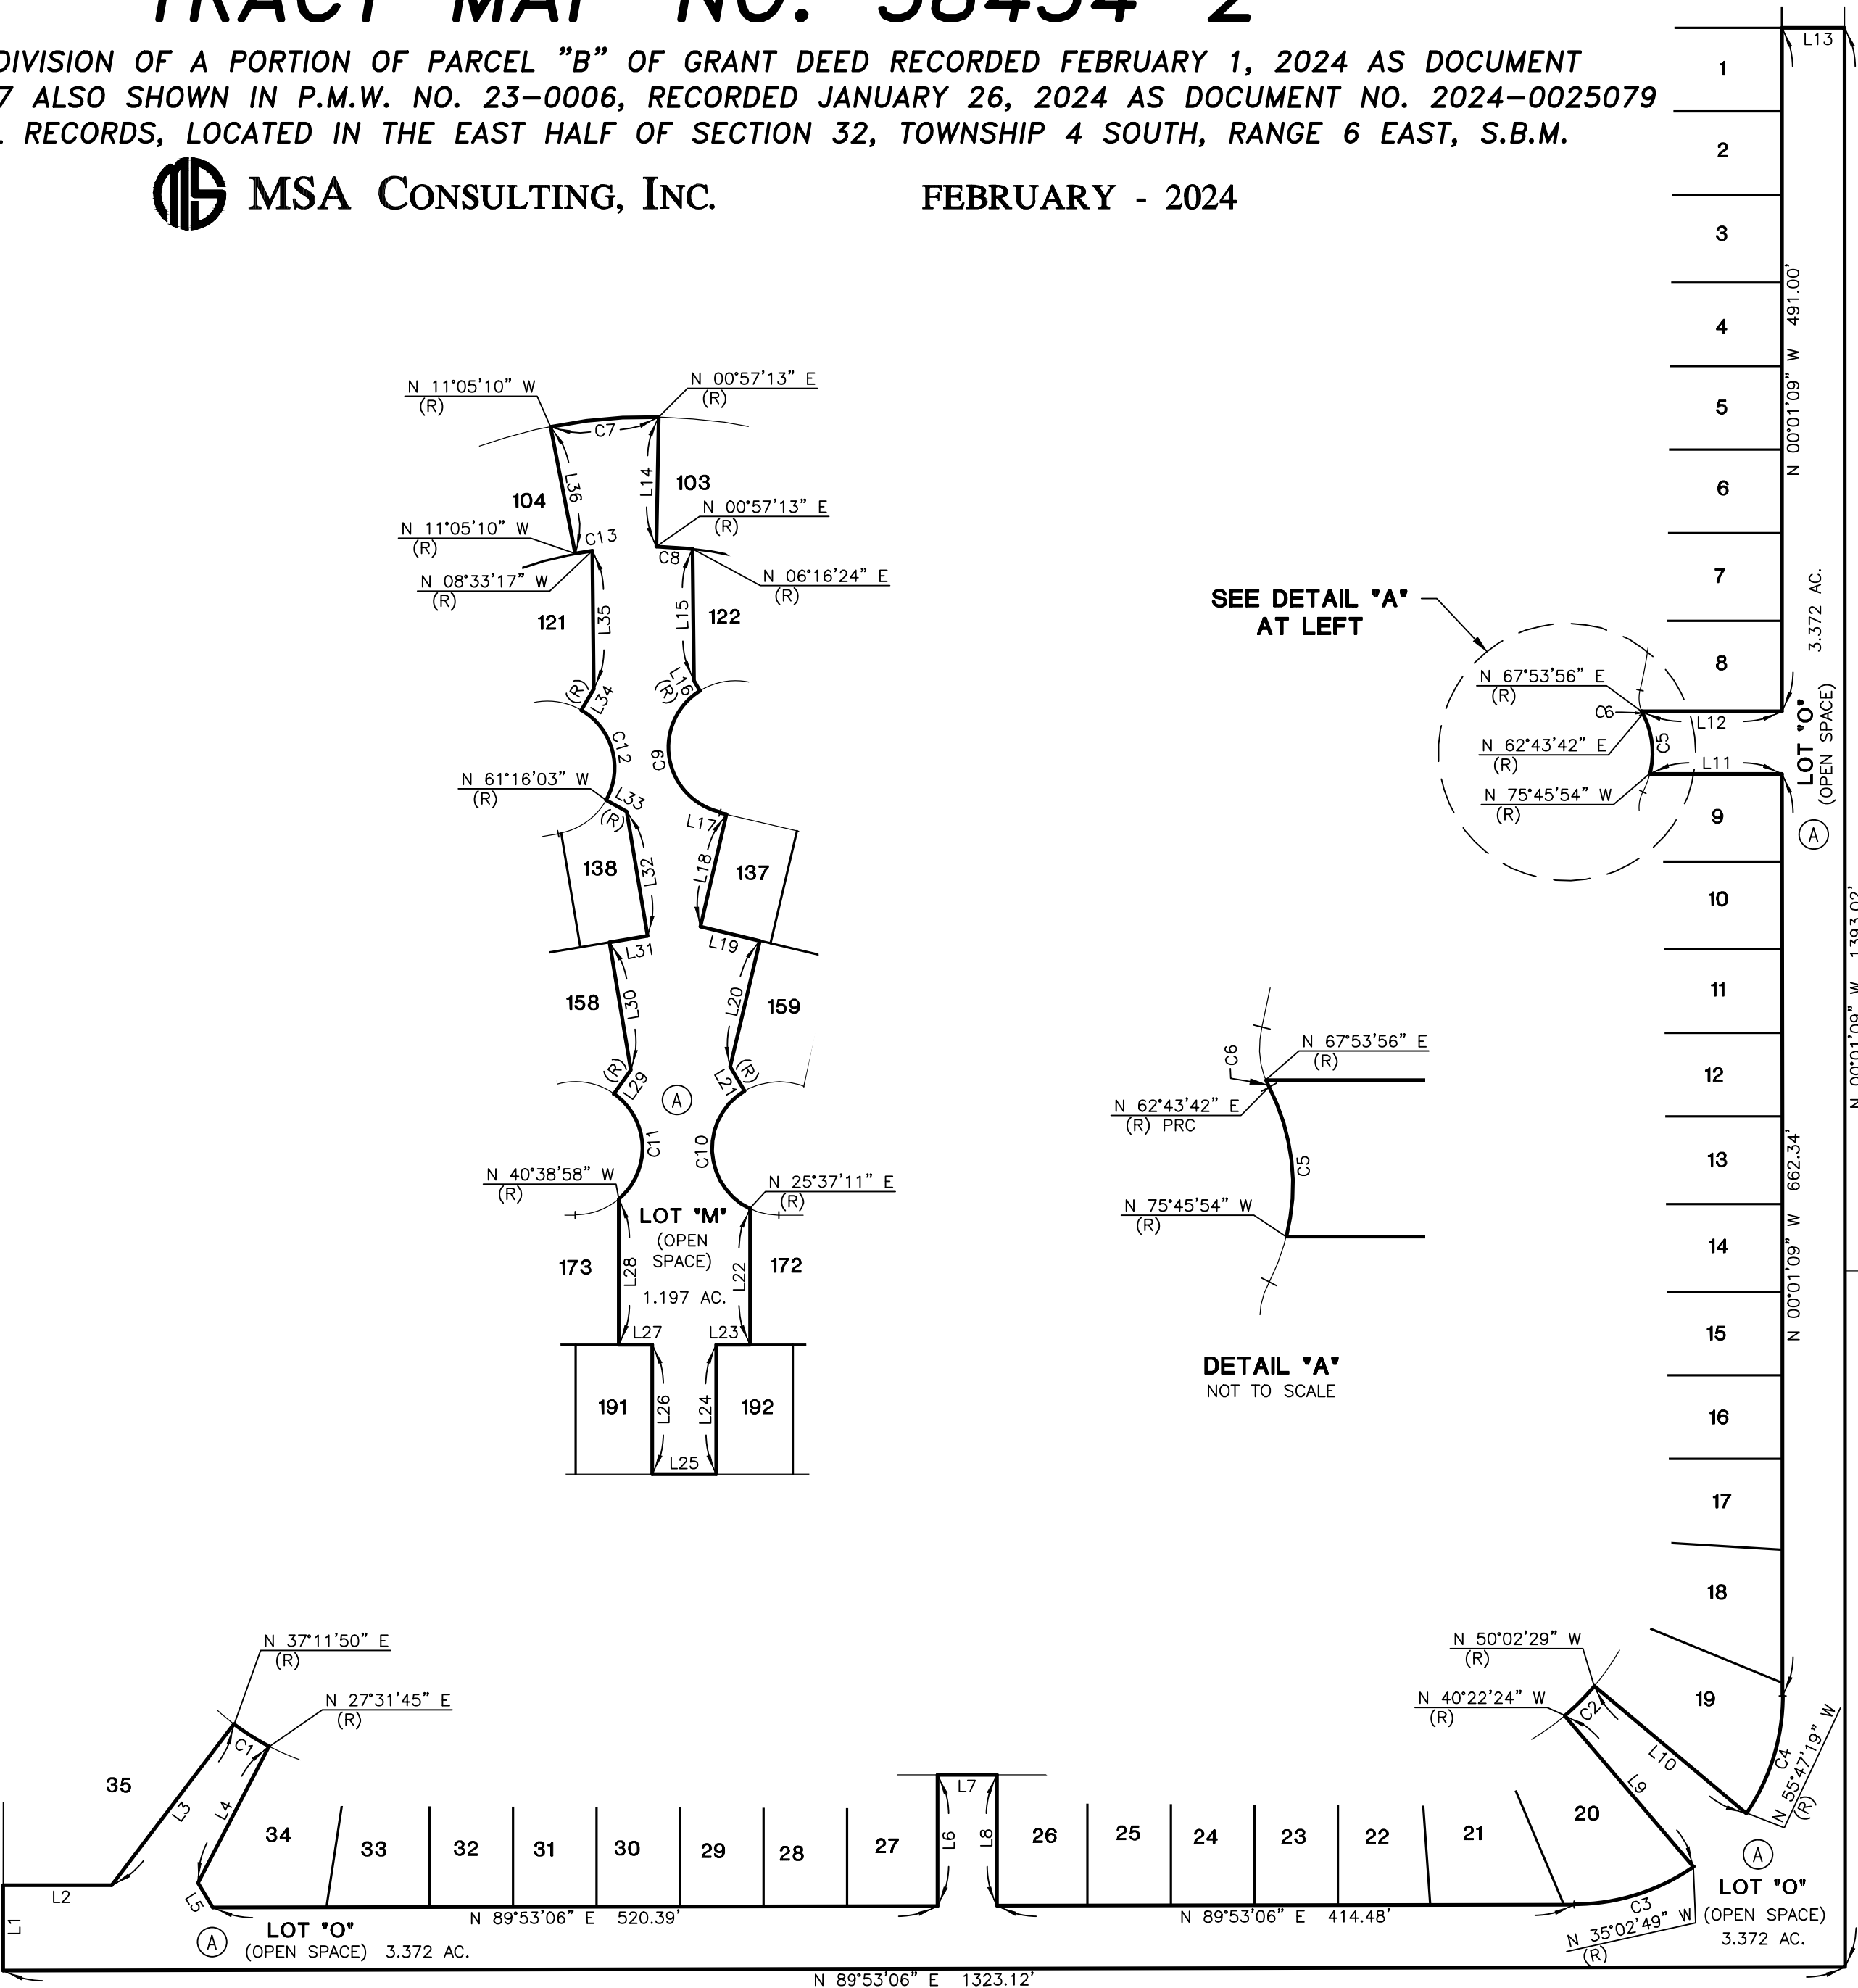 TRACT MAP NO. 38434-2
DIVISION OF A PORTION OF PARCEL "B" OF GRANT DEED RECORDED FEBRUARY 1, 2024 AS DOCUMENT
7 ALSO SHOWN IN P.M.W. NO. 23-0006, RECORDED JANUARY 26, 2024 AS DOCUMENT NO. 2024-0025079
RECORDS, LOCATED IN THE EAST HALF OF SECTION 32, TOWNSHIP 4 SOUTH, RANGE 6 EAST, S.B.M.
MS MSA CONSULTING, INC. FEBRUARY - 2024
N 11°05'10" W
(R)
N 00°57'13" E
(R)
C7
L36
L14
104
103
N 00°57'13" E
(R)
N 11°05'10" W
(R)
C13
C8
N 08°33'17" W
(R)
N 06°16'24" E
(R)
121
L35
L15
122
(R)
L34
L16
(R)
C12
C9
N 61°16'03" W
(R)
L33
(R)
L17
138
L32
L18
137
L31
L19
158
L30
L20
159
(R)
L29
L21
(R)
A
C11
C10
N 40°38'58" W
(R)
N 25°37'11" E
(R)
LOT "M"
(OPEN
SPACE)
1.197 AC.
173
L28
L22
172
L27
L23
191
L26
L24
192
L25
SEE DETAIL "A"
AT LEFT
N 67°53'56" E
(R)
C6
N 62°43'42" E
(R)
N 75°45'54" W
(R)
C5
L12
L11
C6
N 67°53'56" E
(R)
N 62°43'42" E
(R) PRC
C5
N 75°45'54" W
(R)
DETAIL "A"
NOT TO SCALE
L13
1
2
3
4
5
6
7
8
9
10
11
12
13
14
15
16
17
18
19
N 00°01'09" W 491.00'
3.372 AC.
LOT "O"
(OPEN SPACE)
A
N 00°01'09" W 1393.02'
N 00°01'09" W 662.34'
N 50°02'29" W
(R)
N 40°22'24" W
(R)
C2
L10
L9
C4
N 55°47'19" W
(R)
20
C3
N 35°02'49" W
(R)
A
LOT "O"
(OPEN SPACE)
3.372 AC.
N 37°11'50" E
(R)
N 27°31'45" E
(R)
C1
35
L3
L4
L2
L1
L5
34
33
32
31
30
29
28
27
L6
L7
L8
26
25
24
23
22
21
N 89°53'06" E 520.39'
N 89°53'06" E 414.48'
A
LOT "O"
(OPEN SPACE) 3.372 AC.
N 89°53'06" E 1323.12'